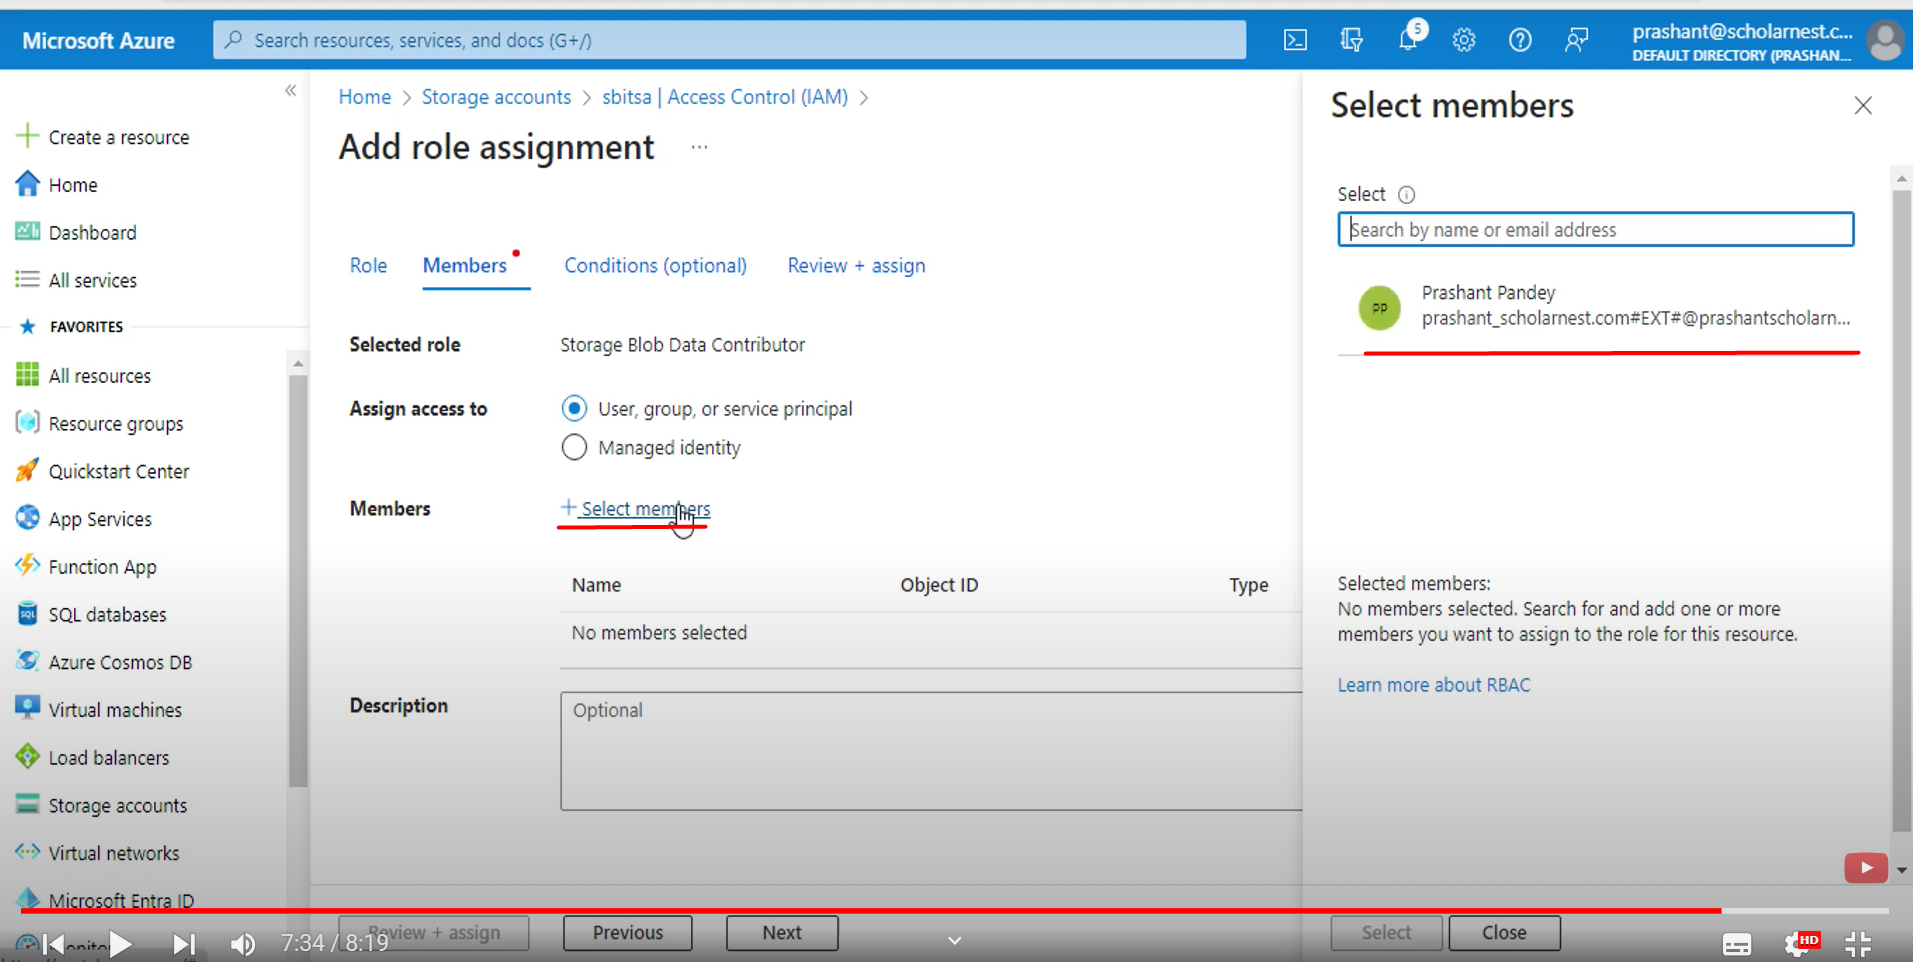 Microsoft Azure
Search resources, services, and docs (G+/)
5
prashant@scholarnest.c...
DEFAULT DIRECTORY (PRASHAN...
Create a resource
Home
Dashboard
All services
FAVORITES
All resources
Resource groups
Quickstart Center
App Services
Function App
SQL databases
Azure Cosmos DB
Virtual machines
Load balancers
Storage accounts
Virtual networks
Microsoft Entra ID
Home > Storage accounts > sbitsa | Access Control (IAM) >
Add role assignment ...
Role Members Conditions (optional) Review + assign
Selected role Storage Blob Data Contributor
Assign access to User, group, or service principal
Managed identity
Members + Select members
Name Object ID Type
No members selected
Description Optional
Review + assign Previous Next
Select members
Select
Search by name or email address
PP
Prashant Pandey
prashant_scholarnest.com#EXT#@prashantscholarn...
Selected members:
No members selected. Search for and add one or more
members you want to assign to the role for this resource.
Learn more about RBAC
Select Close
7:34 / 8:19
HD